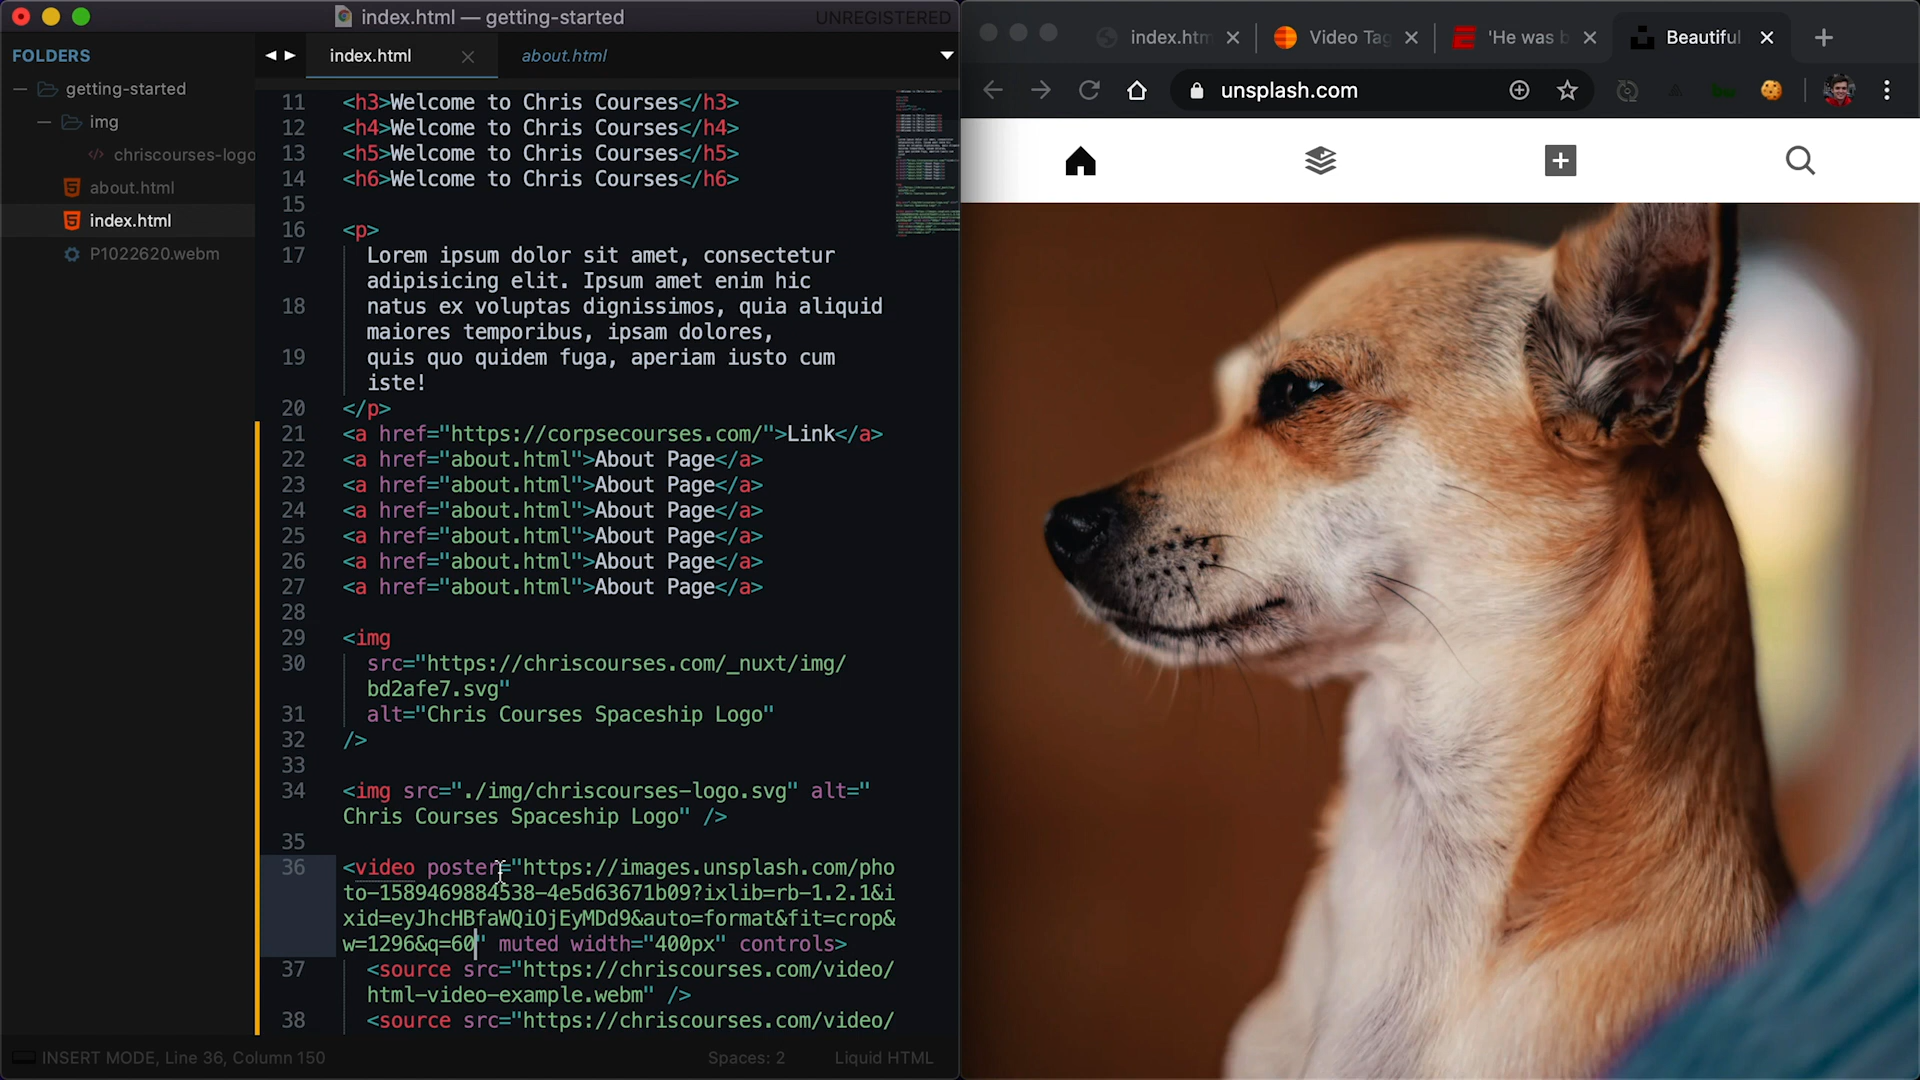 index.html — getting-started
UNREGISTERED
FOLDERS
getting-started
img
chriscourses-logo
about.html
index.html
P1022620.webm
index.html
about.html
11 <h3>Welcome to Chris Courses</h3>
12 <h4>Welcome to Chris Courses</h4>
13 <h5>Welcome to Chris Courses</h5>
14 <h6>Welcome to Chris Courses</h6>
15
16 <p>
17 Lorem ipsum dolor sit amet, consectetur
adipisicing elit. Ipsum amet enim hic
18 natus ex voluptas dignissimos, quia aliquid
maiores temporibus, ipsam dolores,
19 quis quo quidem fuga, aperiam iusto cum
iste!
20 </p>
21 <a href="https://corpsecourses.com/">Link</a>
22 <a href="about.html">About Page</a>
23 <a href="about.html">About Page</a>
24 <a href="about.html">About Page</a>
25 <a href="about.html">About Page</a>
26 <a href="about.html">About Page</a>
27 <a href="about.html">About Page</a>
28
29 <img
30 src="https://chriscourses.com/_nuxt/img/
bd2afe7.svg"
31 alt="Chris Courses Spaceship Logo"
32 />
33
34 <img src="./img/chriscourses-logo.svg" alt="
Chris Courses Spaceship Logo" />
35
36 <video poster="https://images.unsplash.com/pho
to-1589469884538-4e5d63671b09?ixlib=rb-1.2.1&i
xid=eyJhcHBfaWQiOjEyMDd9&auto=format&fit=crop&
w=1296&q=60" muted width="400px" controls>
37 <source src="https://chriscourses.com/video/
html-video-example.webm" />
38 <source src="https://chriscourses.com/video/
INSERT MODE, Line 36, Column 150
Spaces: 2
Liquid HTML
index.htm
Video Tag
'He was b
Beautiful
unsplash.com